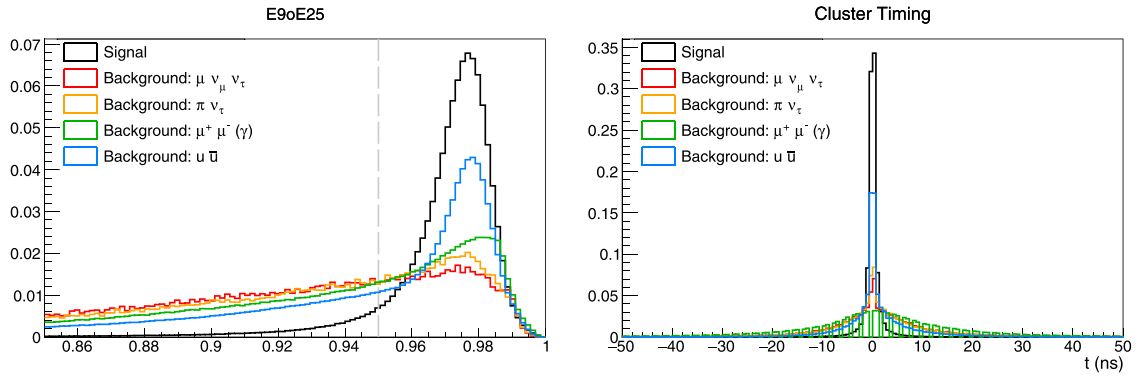 E9oE25
0.07
0.06
0.05
0.04
0.03
0.02
0.01
0
Signal
Background: μ ν_μ ν_τ
Background: π ν_τ
Background: μ⁺ μ⁻ (γ)
Background: u u̅
0.86 0.88 0.9 0.92 0.94 0.96 0.98 1
Cluster Timing
0.35
0.3
0.25
0.2
0.15
0.1
0.05
0
Signal
Background: μ ν_μ ν_τ
Background: π ν_τ
Background: μ⁺ μ⁻ (γ)
Background: u u̅
−50 −40 −30 −20 −10 0 10 20 30 40 50
t (ns)